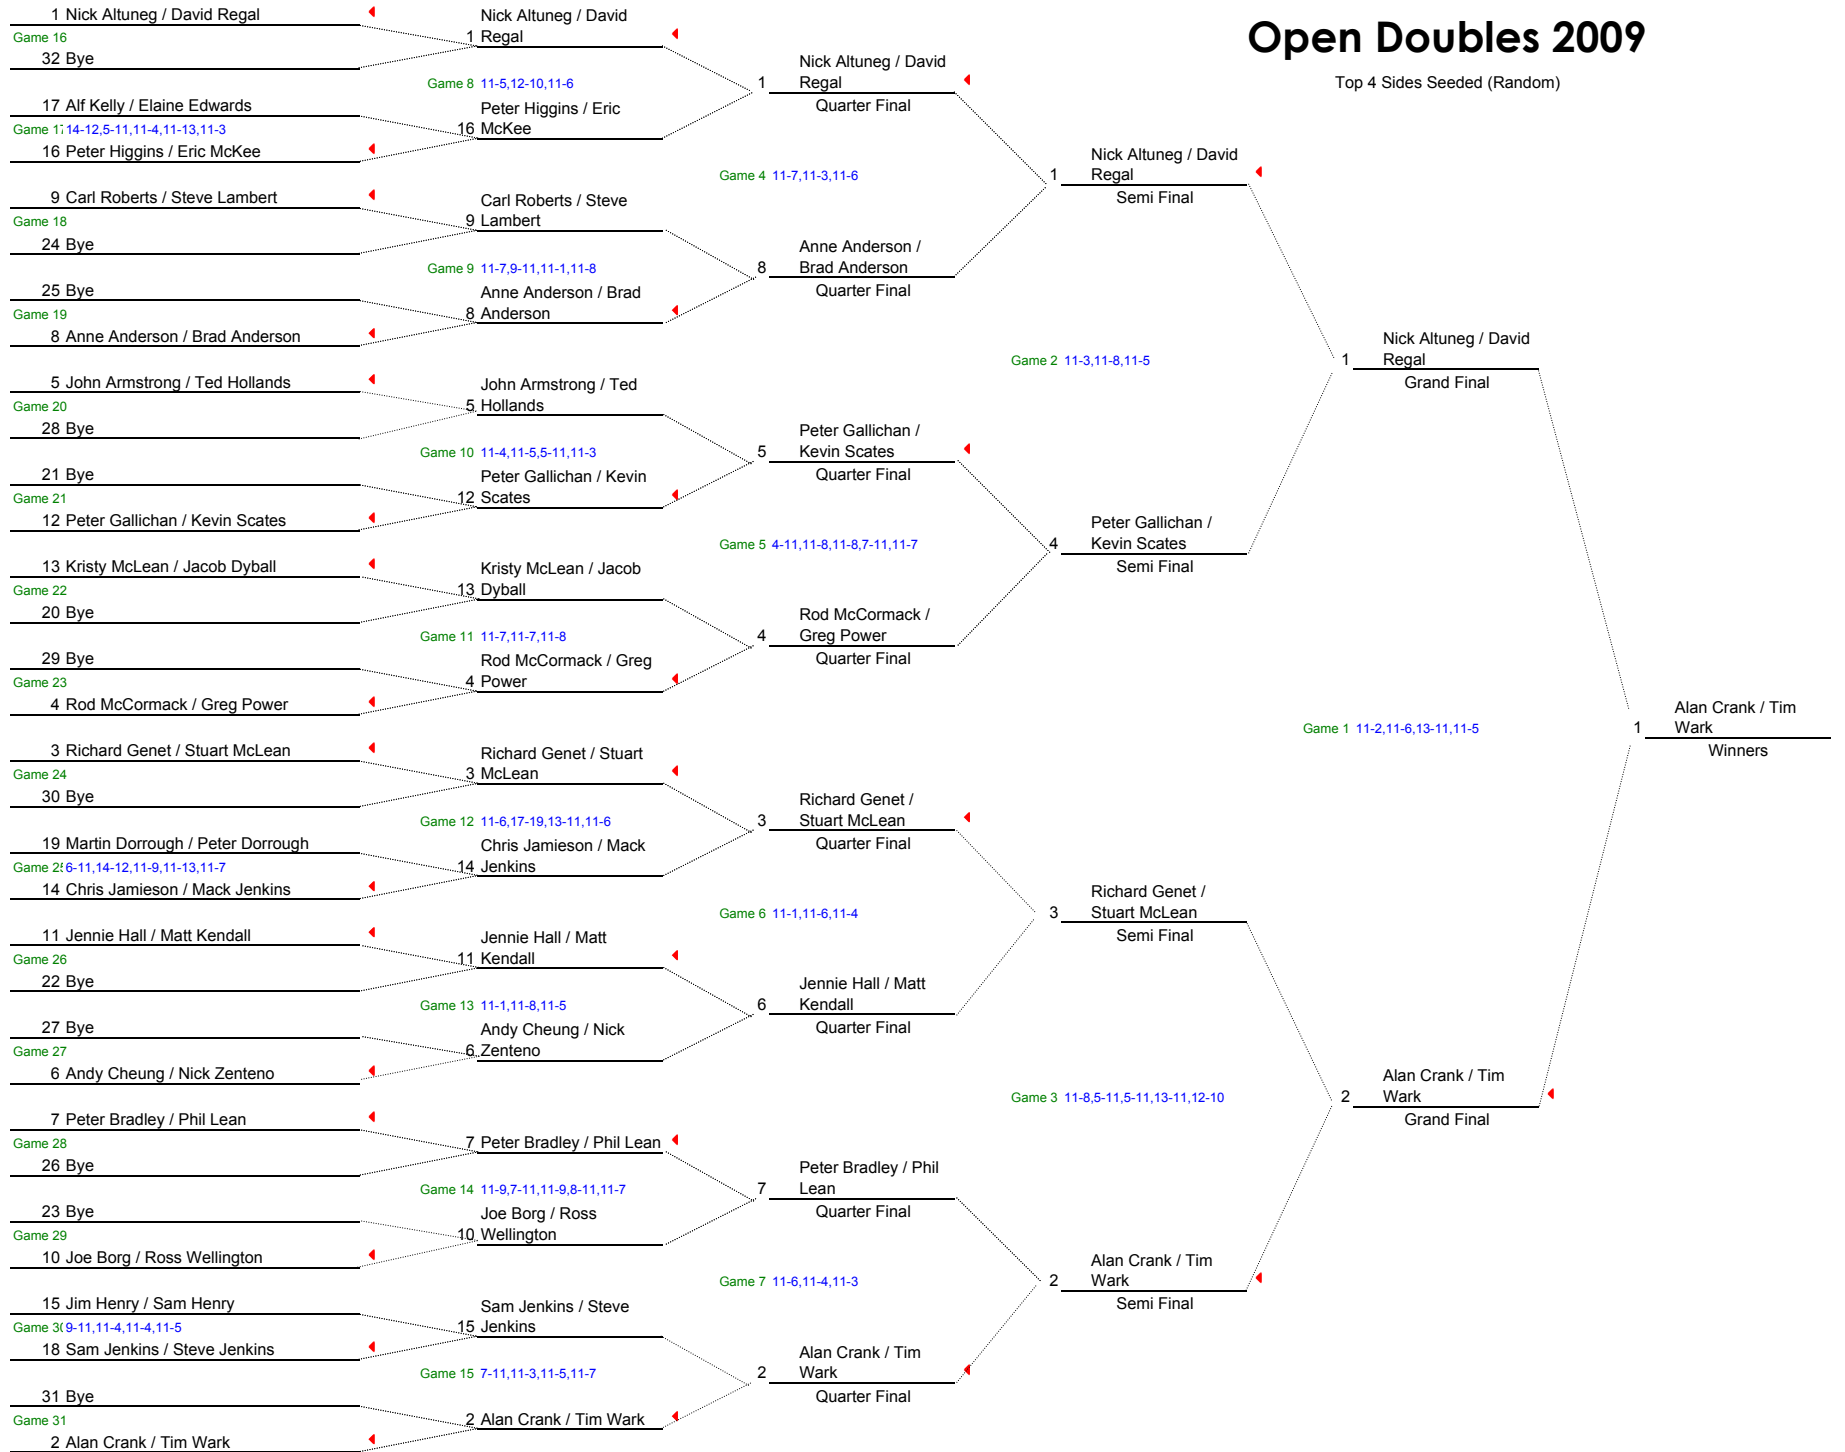 Open Doubles 2009
Top 4 Sides Seeded (Random)
1 Nick Altuneg / David Regal
Game 16
32 Bye
17 Alf Kelly / Elaine Edwards
Game 17 14-12,5-11,11-4,11-13,11-3
16 Peter Higgins / Eric McKee
9 Carl Roberts / Steve Lambert
Game 18
24 Bye
25 Bye
Game 19
8 Anne Anderson / Brad Anderson
5 John Armstrong / Ted Hollands
Game 20
28 Bye
21 Bye
Game 21
12 Peter Gallichan / Kevin Scates
13 Kristy McLean / Jacob Dyball
Game 22
20 Bye
29 Bye
Game 23
4 Rod McCormack / Greg Power
3 Richard Genet / Stuart McLean
Game 24
30 Bye
19 Martin Dorrough / Peter Dorrough
Game 25 6-11,14-12,11-9,11-13,11-7
14 Chris Jamieson / Mack Jenkins
11 Jennie Hall / Matt Kendall
Game 26
22 Bye
27 Bye
Game 27
6 Andy Cheung / Nick Zenteno
7 Peter Bradley / Phil Lean
Game 28
26 Bye
23 Bye
Game 29
10 Joe Borg / Ross Wellington
15 Jim Henry / Sam Henry
Game 30 9-11,11-4,11-4,11-5
18 Sam Jenkins / Steve Jenkins
31 Bye
Game 31
2 Alan Crank / Tim Wark
Nick Altuneg / David
1 Regal
Game 8 11-5,12-10,11-6
Peter Higgins / Eric
16 McKee
Carl Roberts / Steve
9 Lambert
Game 9 11-7,9-11,11-1,11-8
Anne Anderson / Brad
8 Anderson
John Armstrong / Ted
5 Hollands
Game 10 11-4,11-5,5-11,11-3
Peter Gallichan / Kevin
12 Scates
Kristy McLean / Jacob
13 Dyball
Game 11 11-7,11-7,11-8
Rod McCormack / Greg
4 Power
Richard Genet / Stuart
3 McLean
Game 12 11-6,17-19,13-11,11-6
Chris Jamieson / Mack
14 Jenkins
Jennie Hall / Matt
11 Kendall
Game 13 11-1,11-8,11-5
Andy Cheung / Nick
6 Zenteno
7 Peter Bradley / Phil Lean
Game 14 11-9,7-11,11-9,8-11,11-7
Joe Borg / Ross
10 Wellington
Sam Jenkins / Steve
15 Jenkins
Game 15 7-11,11-3,11-5,11-7
2 Alan Crank / Tim Wark
Nick Altuneg / David
1 Regal
Quarter Final
Game 4 11-7,11-3,11-6
Anne Anderson /
8 Brad Anderson
Quarter Final
Peter Gallichan /
5 Kevin Scates
Quarter Final
Game 5 4-11,11-8,11-8,7-11,11-7
Rod McCormack /
4 Greg Power
Quarter Final
Richard Genet /
3 Stuart McLean
Quarter Final
Game 6 11-1,11-6,11-4
Jennie Hall / Matt
6 Kendall
Quarter Final
Peter Bradley / Phil
7 Lean
Quarter Final
Game 7 11-6,11-4,11-3
Alan Crank / Tim
2 Wark
Quarter Final
Nick Altuneg / David
1 Regal
Semi Final
Game 2 11-3,11-8,11-5
Peter Gallichan /
4 Kevin Scates
Semi Final
Richard Genet /
3 Stuart McLean
Semi Final
Game 3 11-8,5-11,5-11,13-11,12-10
Alan Crank / Tim
2 Wark
Semi Final
Nick Altuneg / David
1 Regal
Grand Final
Game 1 11-2,11-6,13-11,11-5
Alan Crank / Tim
2 Wark
Grand Final
Alan Crank / Tim
1 Wark
Winners